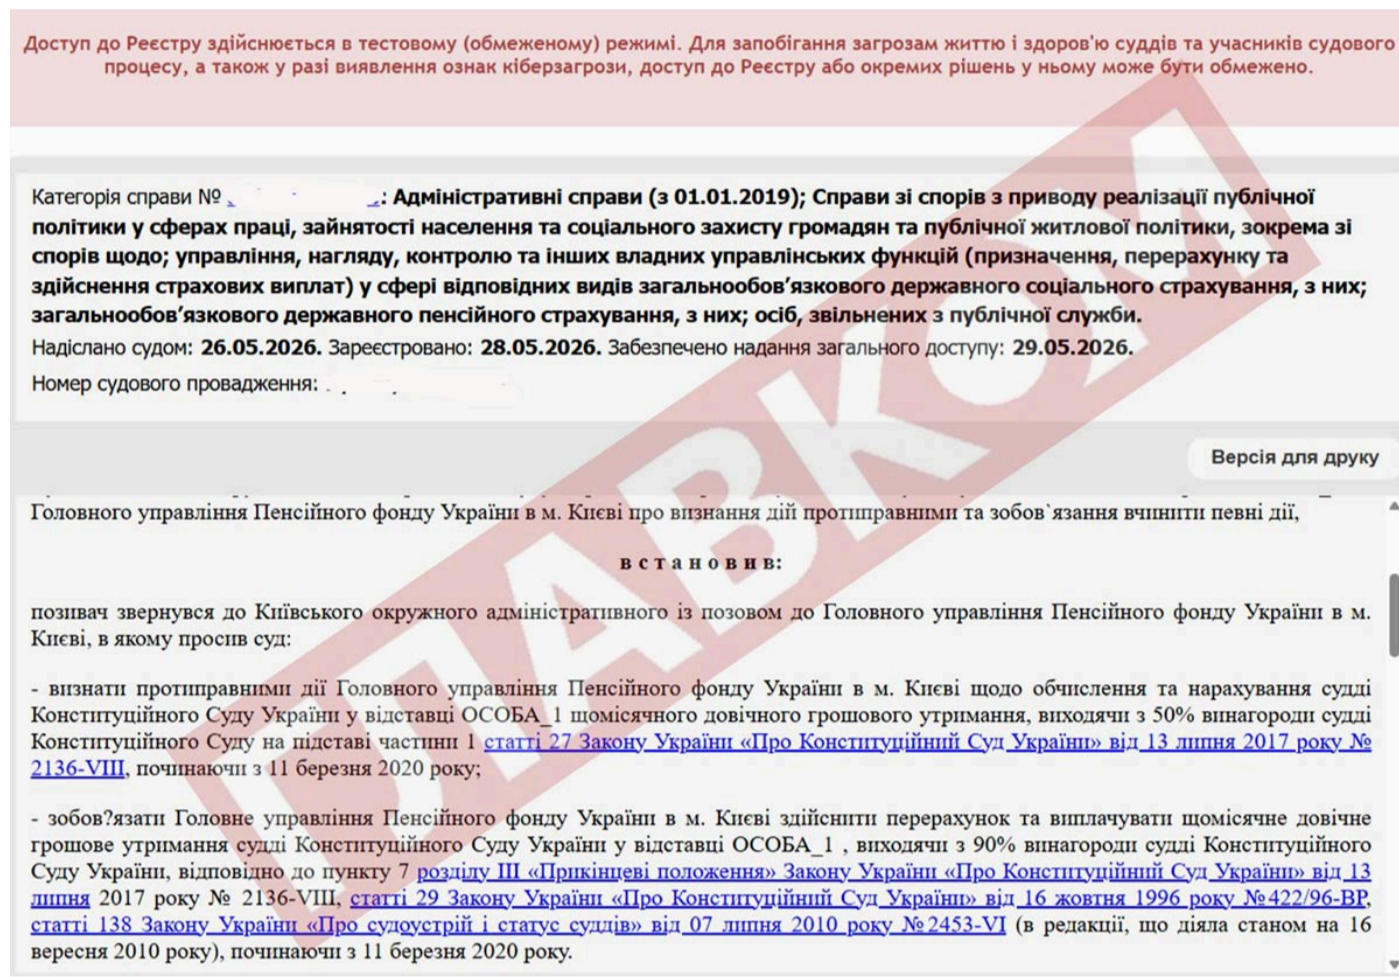 Доступ до Реєстру здійснюється в тестовому (обмеженому) режимі. Для запобігання загрозам життю і здоров'ю суддів та учасників судового
процесу, а також у разі виявлення ознак кіберзагрози, доступ до Реєстру або окремих рішень у ньому може бути обмежено.
Категорія справи №
: Адміністративні справи (з 01.01.2019); Справи зі спорів з приводу реалізації публічної
політики у сферах праці, зайнятості населення та соціального захисту громадян та публічної житлової політики, зокрема зі
спорів щодо; управління, нагляду, контролю та інших владних управлінських функцій (призначення, перерахунку та
здійснення страхових виплат) у сфері відповідних видів загальнообов’язкового державного соціального страхування, з них;
загальнообов’язкового державного пенсійного страхування, з них; осіб, звільнених з публічної служби.
Надіслано судом: 26.05.2026. Зареєстровано: 28.05.2026. Забезпечено надання загального доступу: 29.05.2026.
Номер судового провадження:
Версія для друку
Головного управління Пенсійного фонду України в м. Києві про визнання дій протиправними та зобов`язання вчинити певні дії,
в с т а н о в и в:
позивач звернувся до Київського окружного адміністративного із позовом до Головного управління Пенсійного фонду України в м.
Києві, в якому просив суд:
- визнати протиправними дії Головного управління Пенсійного фонду України в м. Києві щодо обчислення та нарахування судді
Конституційного Суду України у відставці ОСОБА_1 щомісячного довічного грошового утримання, виходячи з 50% винагороди судді
Конституційного Суду на підставі частини 1 статті 27 Закону України «Про Конституційний Суд України» від 13 липня 2017 року №
2136-VIII, починаючи з 11 березня 2020 року;
- зобов?язати Головне управління Пенсійного фонду України в м. Києві здійснити перерахунок та виплачувати щомісячне довічне
грошове утримання судді Конституційного Суду України у відставці ОСОБА_1 , виходячи з 90% винагороди судді Конституційного
Суду України, відповідно до пункту 7 розділу III «Прикінцеві положення» Закону України «Про Конституційний Суд України» від 13
липня 2017 року № 2136-VIII, статті 29 Закону України «Про Конституційний Суд України» від 16 жовтня 1996 року №422/96-ВР,
статті 138 Закону України «Про судоустрій і статус суддів» від 07 липня 2010 року №2453-VI (в редакції, що діяла станом на 16
вересня 2010 року), починаючи з 11 березня 2020 року.
ГЛАВКОМ